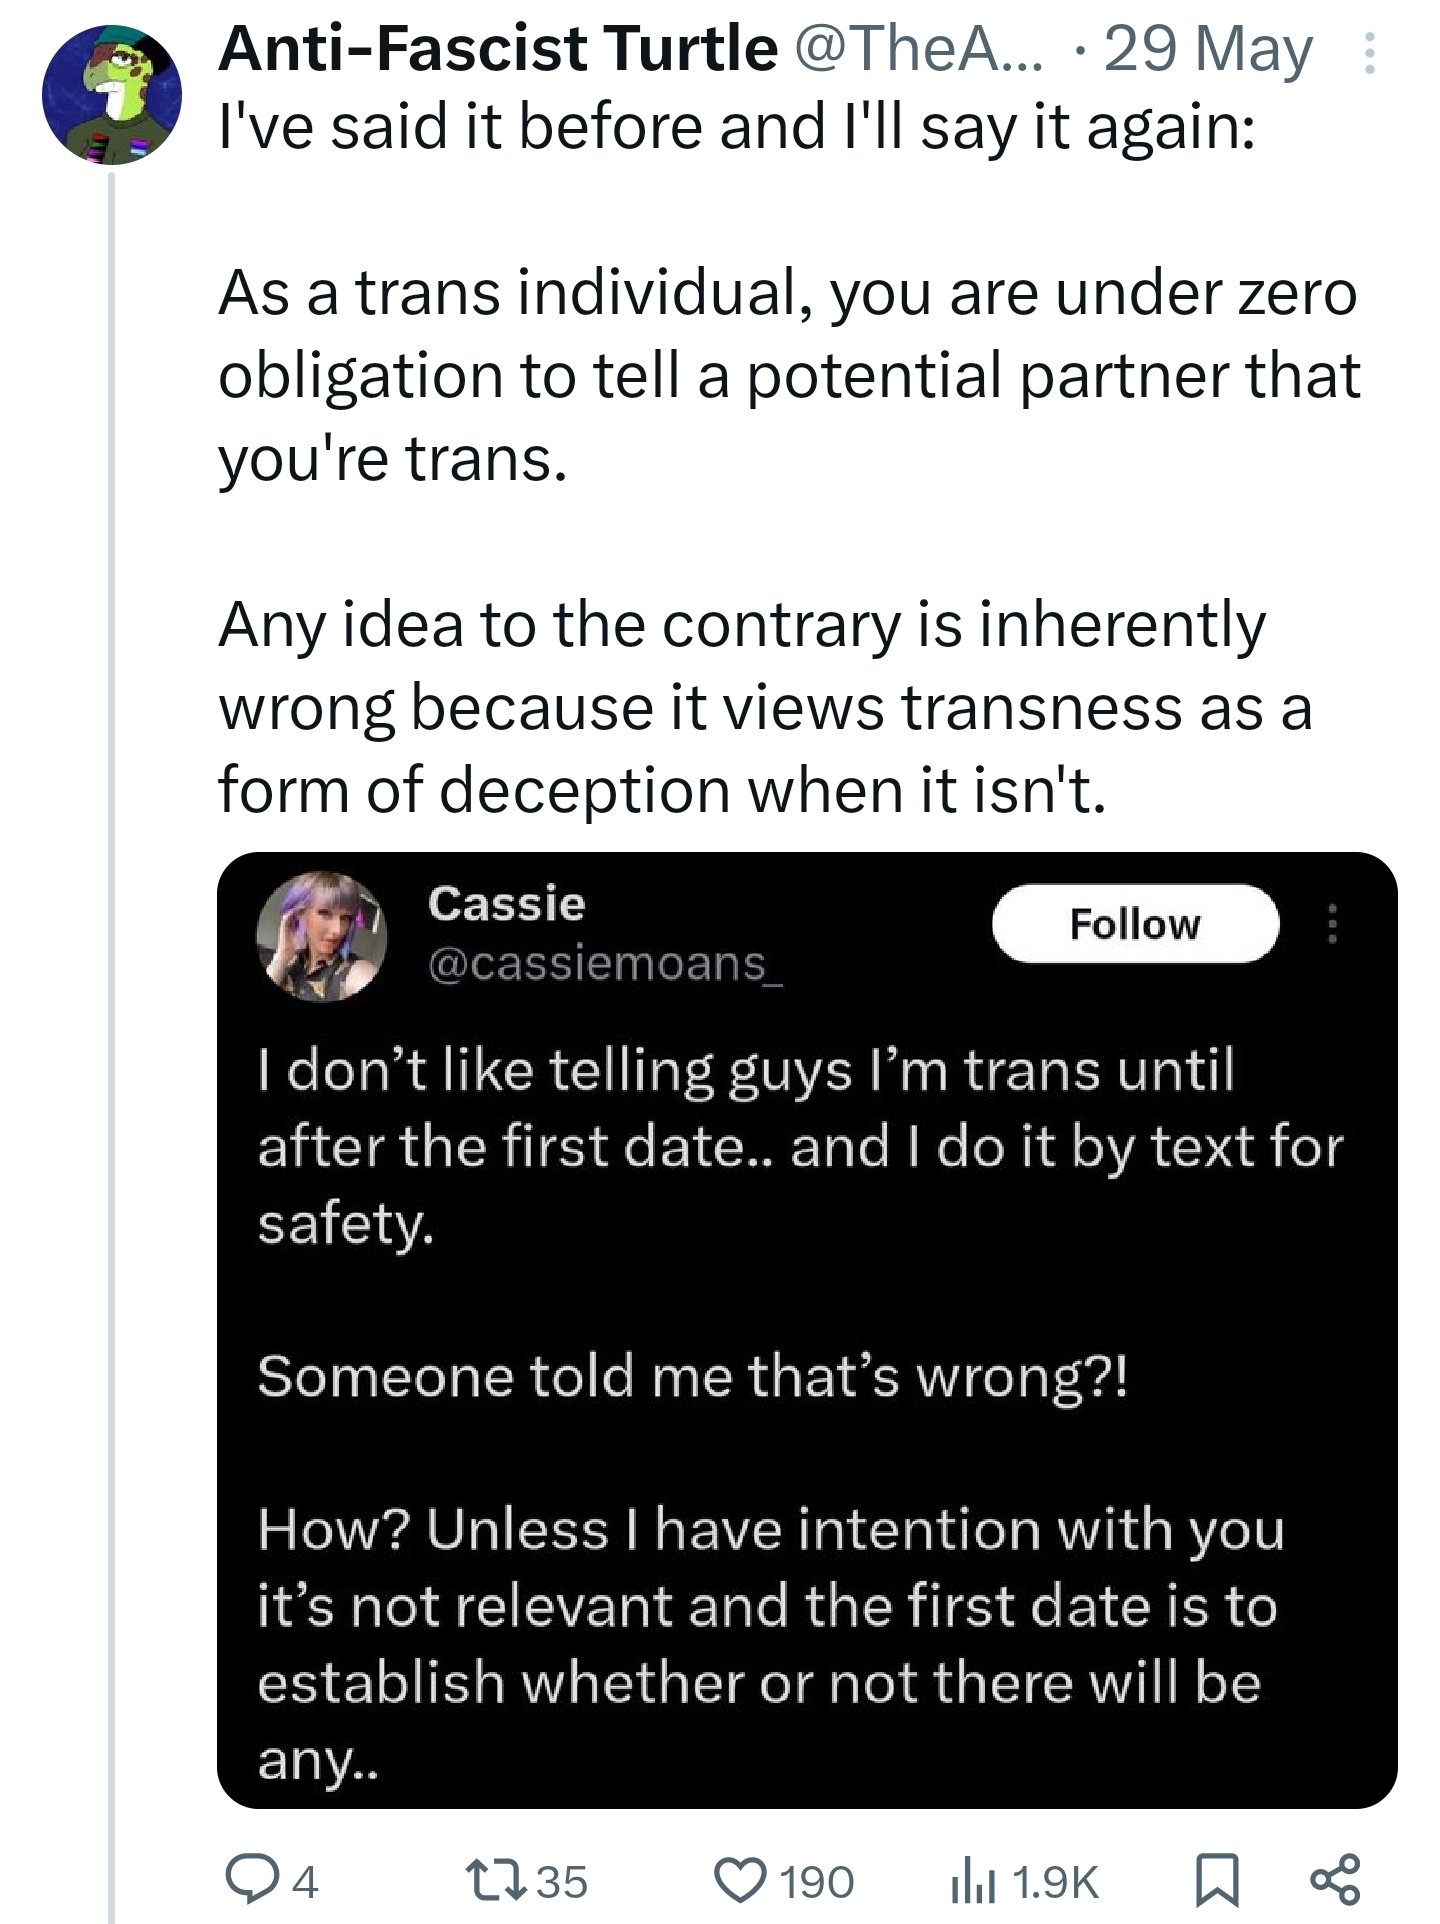 Anti-Fascist Turtle @TheA... · 29 May
I've said it before and I'll say it again:
As a trans individual, you are under zero
obligation to tell a potential partner that
you're trans.
Any idea to the contrary is inherently
wrong because it views transness as a
form of deception when it isn't.
Cassie
Follow
@cassiemoans_
I don’t like telling guys I’m trans until
after the first date.. and I do it by text for
safety.
Someone told me that’s wrong?!
How? Unless I have intention with you
it’s not relevant and the first date is to
establish whether or not there will be
any..
4 35 190 1.9K